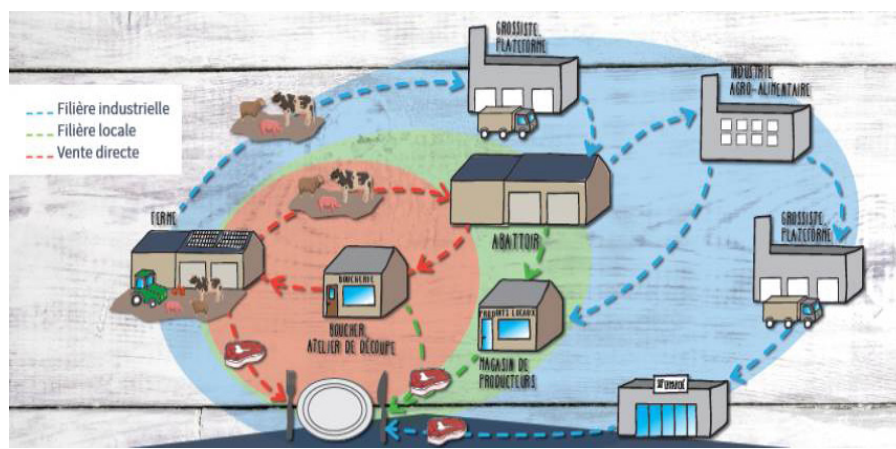 GROSSISTE,
PLATEFORME
INDUSTRIE
AGRO-ALIMENTAIRE
Filière industrielle
Filière locale
Vente directe
FERME
ABATTOIR
GROSSISTE,
PLATEFORME
BOUCHERIE
PRODUITS LOCAUX
BOUCHER,
ATELIER DE DÉCOUPE
MAGASIN DE
PRODUCTEURS